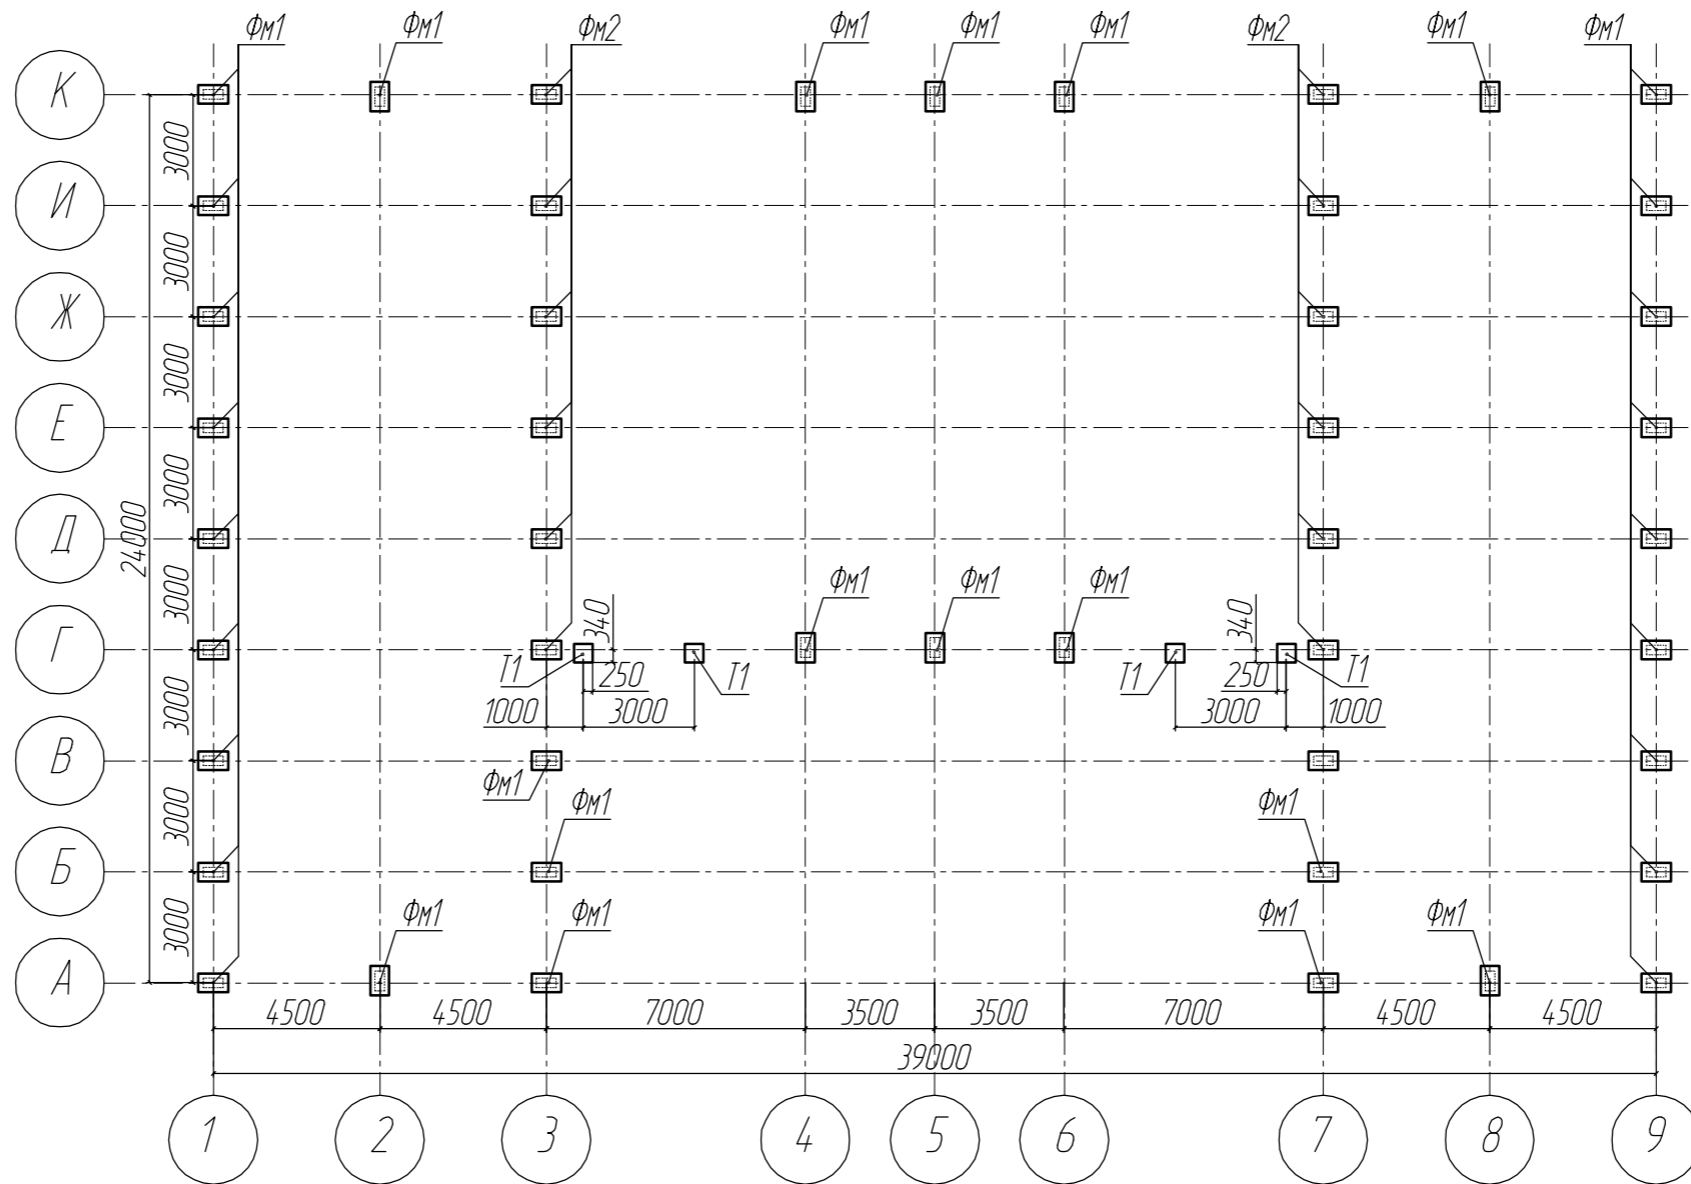 Фм1 Фм1 Фм2 Фм1 Фм1 Фм1 Фм2 Фм1 Фм1
К
3000
И
3000
Ж
3000
Е
3000
Д
24000
3000
Фм1 Фм1 Фм1
340 340
Г
Т1 250 Т1 Т1 250 Т1
1000 3000 3000 1000
3000
В
Фм1
3000
Фм1 Фм1
Б
3000
Фм1 Фм1 Фм1 Фм1
А
4500 4500 7000 3500 3500 7000 4500 4500
39000
1 2 3 4 5 6 7 8 9